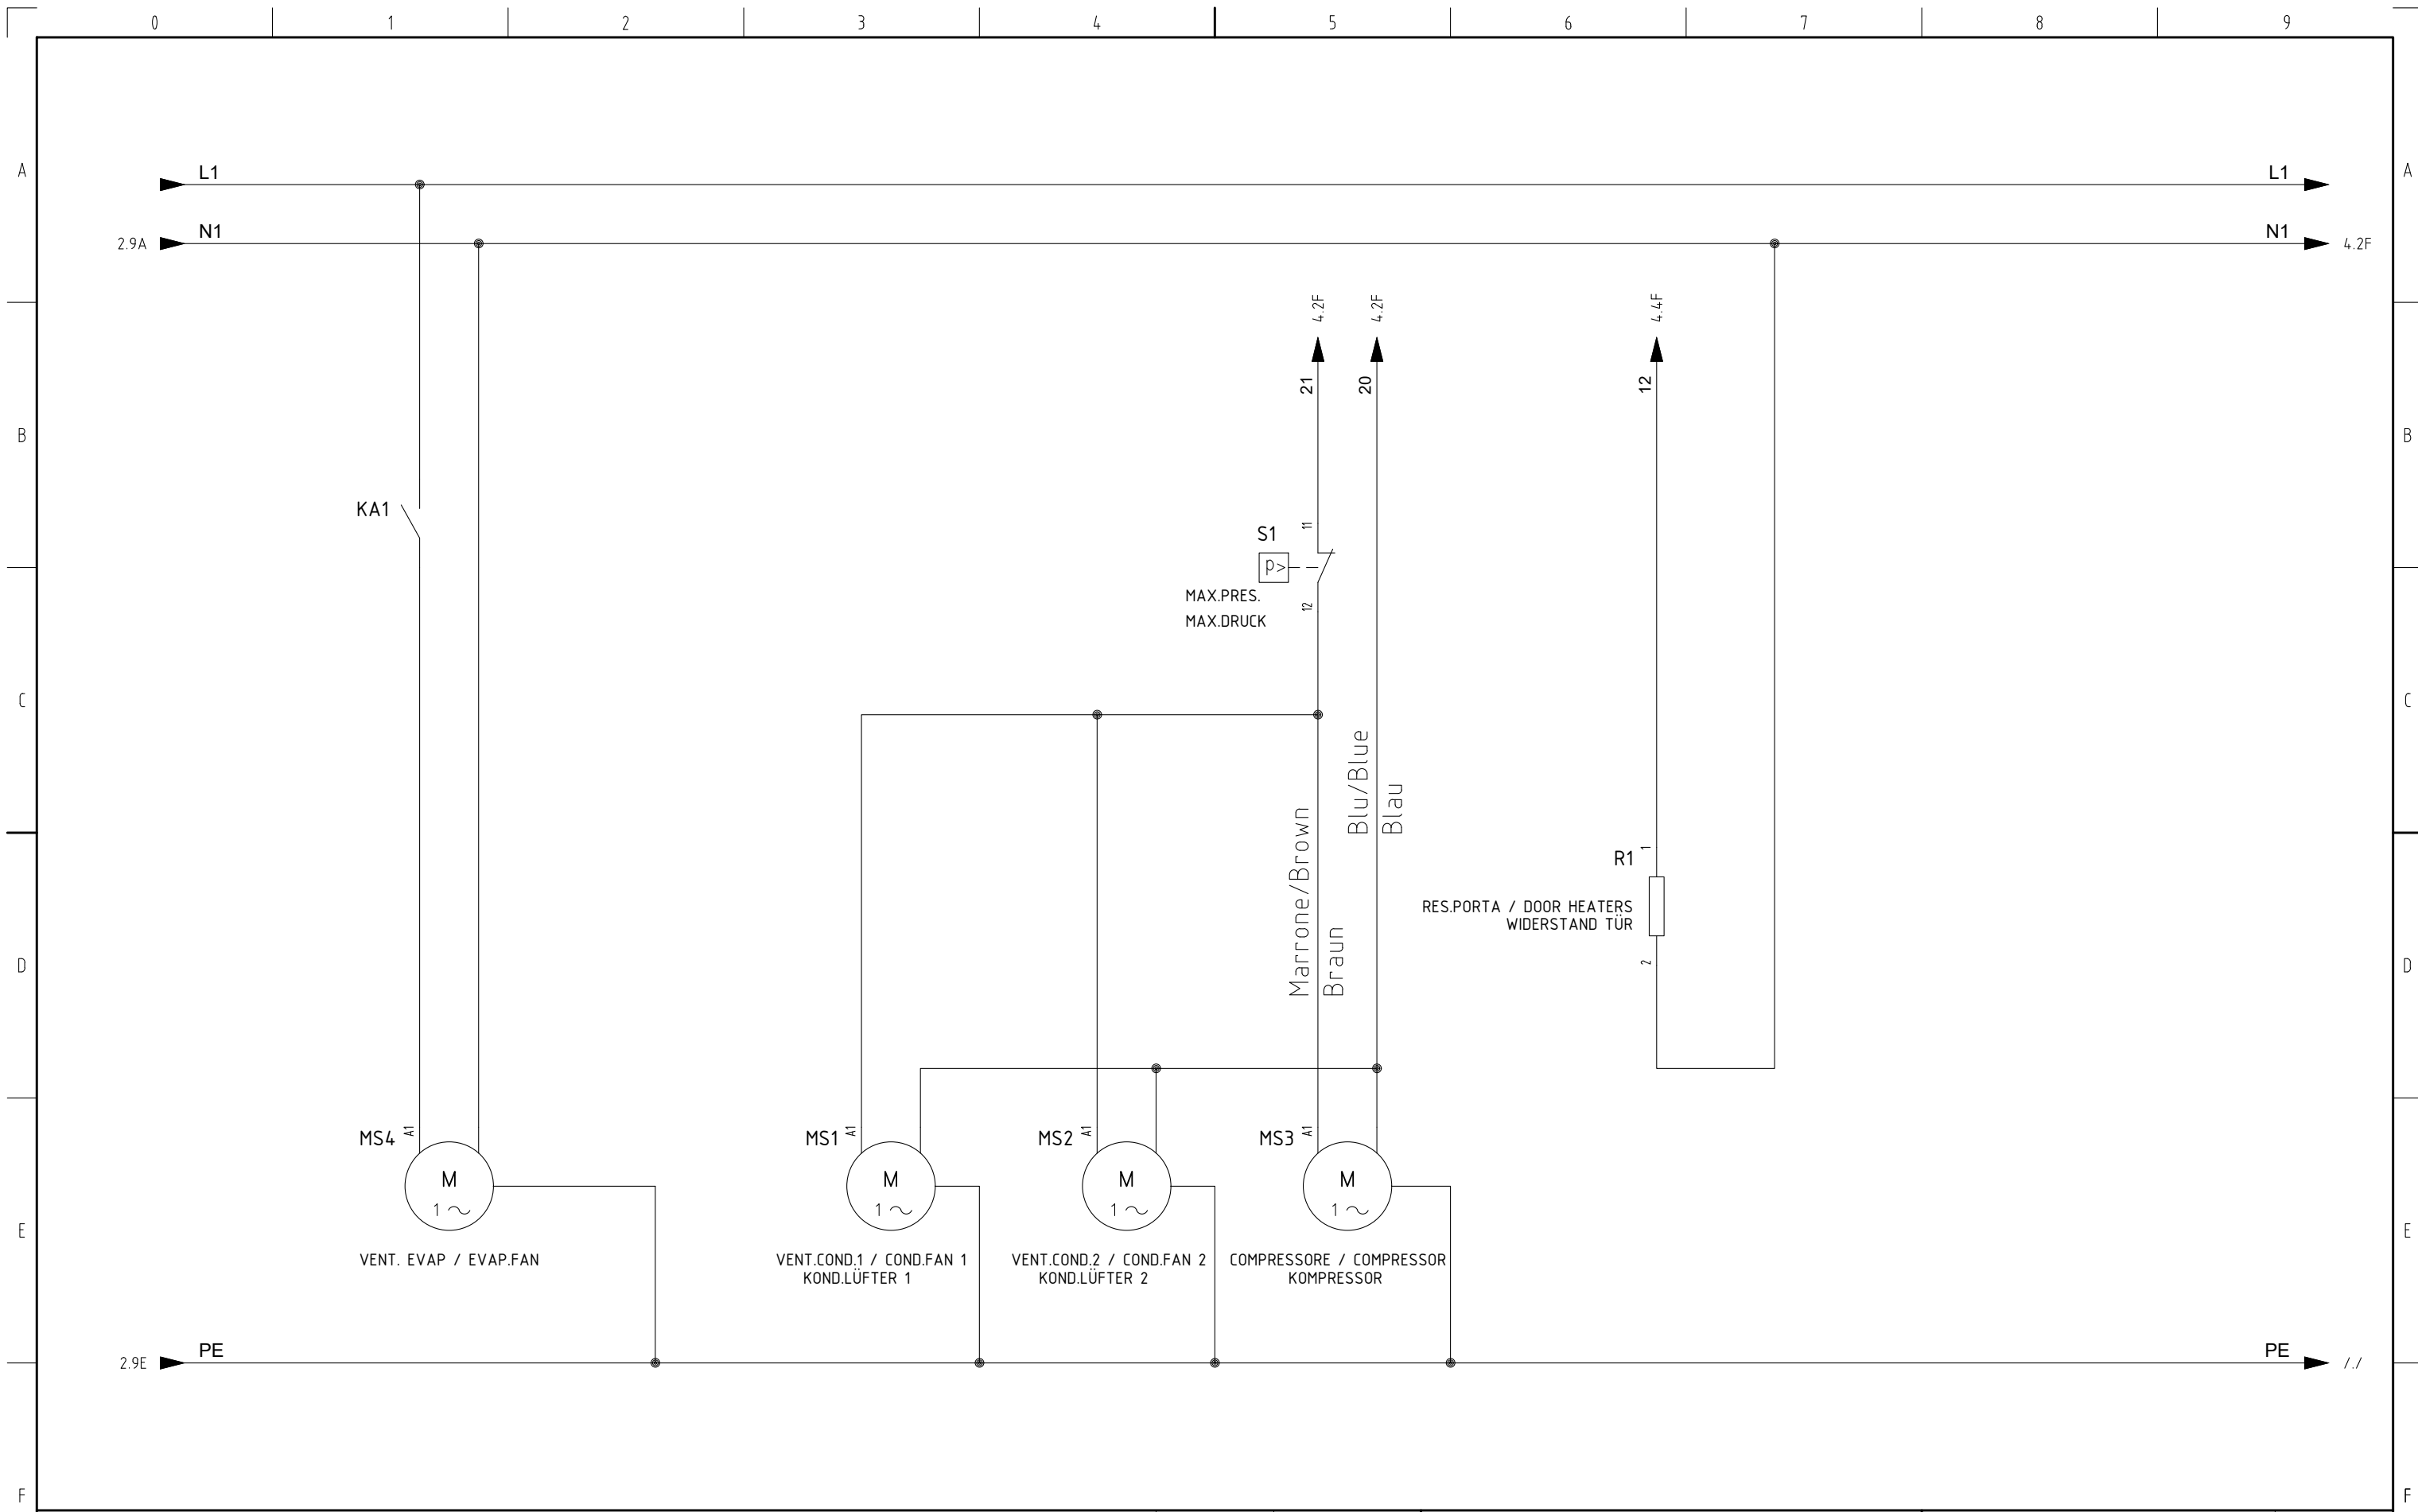 0 1 2 3 4 5 6 7 8 9
A L1 L1 A
2.9A N1 N1 4.2F
4.2F 4.2F 4.4F
21 20 12
B B
KA1
11
S1
p>
MAX.PRES.
12
MAX.DRUCK
C C
Blu/Blue
Blau
Marrone/Brown
Braun
1
R1
RES.PORTA / DOOR HEATERS
WIDERSTAND TÜR
2
D D
MS4 A1 MS1 A1 MS2 A1 MS3 A1
M M M M
1~ 1~ 1~ 1~
E E
VENT. EVAP / EVAP.FAN
VENT.COND.1 / COND.FAN 1
KOND.LÜFTER 1
VENT.COND.2 / COND.FAN 2
KOND.LÜFTER 2
COMPRESSORE / COMPRESSOR
KOMPRESSOR
2.9E PE PE /./
F F